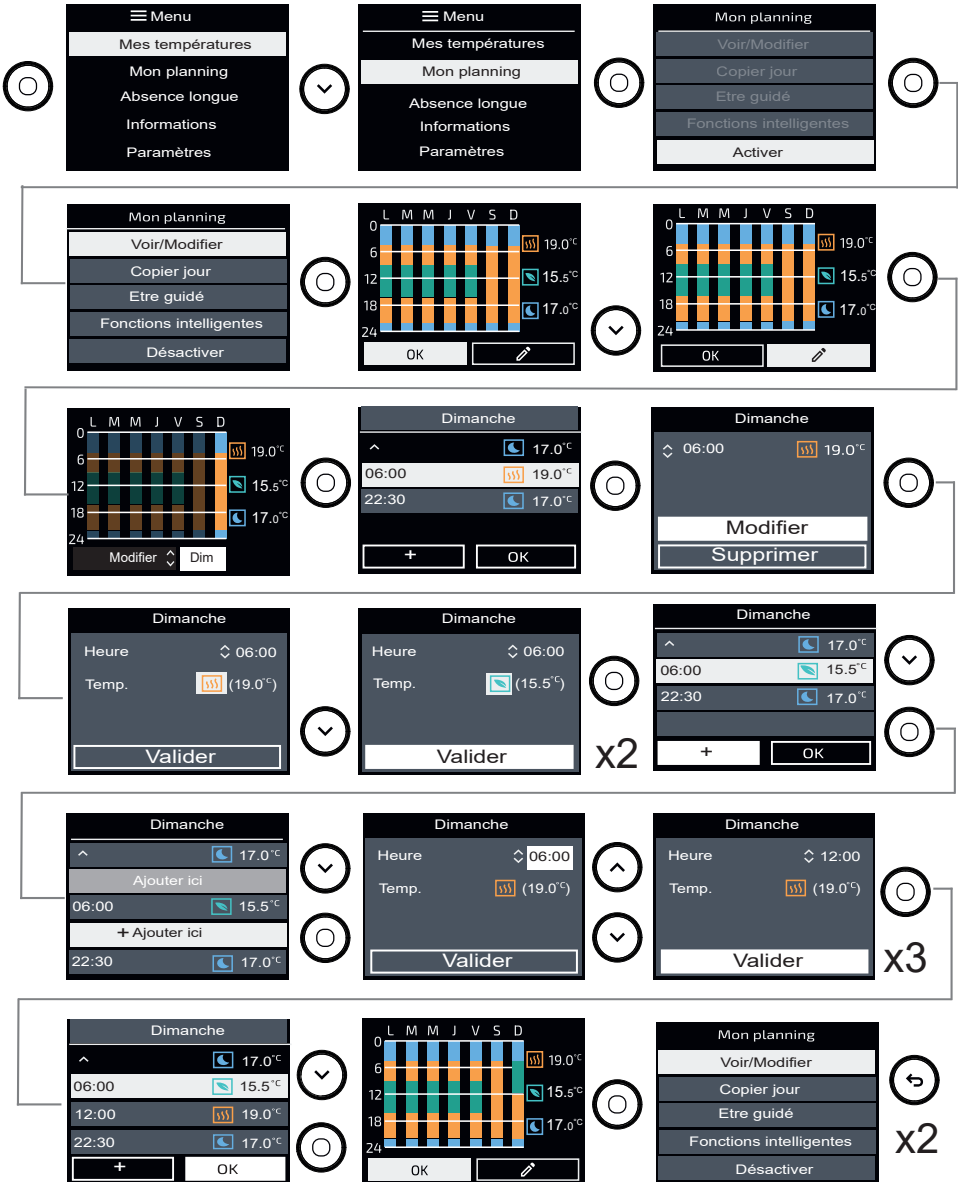 Menu
Mes températures
Mon planning
Absence longue
Informations
Paramètres
Menu
Mes températures
Mon planning
Absence longue
Informations
Paramètres
Mon planning
Voir/Modifier
Copier jour
Etre guidé
Fonctions intelligentes
Activer
Mon planning
Voir/Modifier
Copier jour
Etre guidé
Fonctions intelligentes
Désactiver
L M M J V S D
0
6
12
18
24
19.0°C
15.5°C
17.0°C
OK
L M M J V S D
0
6
12
18
24
19.0°C
15.5°C
17.0°C
OK
L M M J V S D
0
6
12
18
24
19.0°C
15.5°C
17.0°C
Modifier Dim
Dimanche
17.0°C
06:00 19.0°C
22:30 17.0°C
+ OK
Dimanche
06:00 19.0°C
Modifier
Supprimer
Dimanche
Heure 06:00
Temp. (19.0°C)
Valider
Dimanche
Heure 06:00
Temp. (15.5°C)
Valider
x2
Dimanche
17.0°C
06:00 15.5°C
22:30 17.0°C
+ OK
Dimanche
17.0°C
Ajouter ici
06:00 15.5°C
+ Ajouter ici
22:30 17.0°C
Dimanche
Heure 06:00
Temp. (19.0°C)
Valider
Dimanche
Heure 12:00
Temp. (19.0°C)
Valider
x3
Dimanche
17.0°C
06:00 15.5°C
12:00 19.0°C
22:30 17.0°C
+ OK
L M M J V S D
0
6
12
18
24
19.0°C
15.5°C
17.0°C
OK
Mon planning
Voir/Modifier
Copier jour
Etre guidé
Fonctions intelligentes
Désactiver
x2